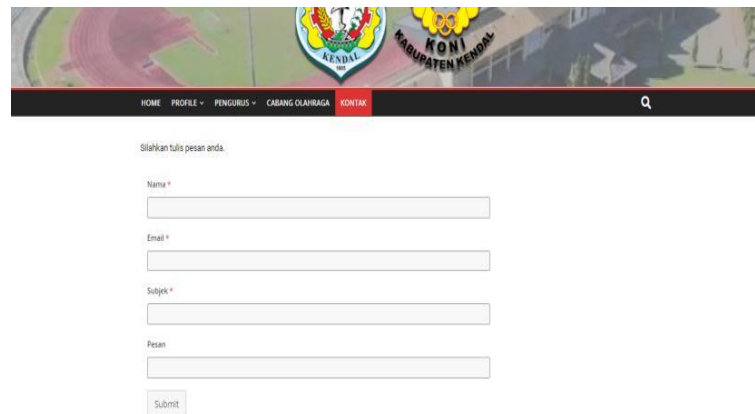 KENDAL
KONI
KABUPATEN KENDAL
HOME PROFILE PENGURUS CABANG OLAHRAGA KONTAK
Silahkan tulis pesan anda.
Nama *
Email *
Subjek *
Pesan
Submit